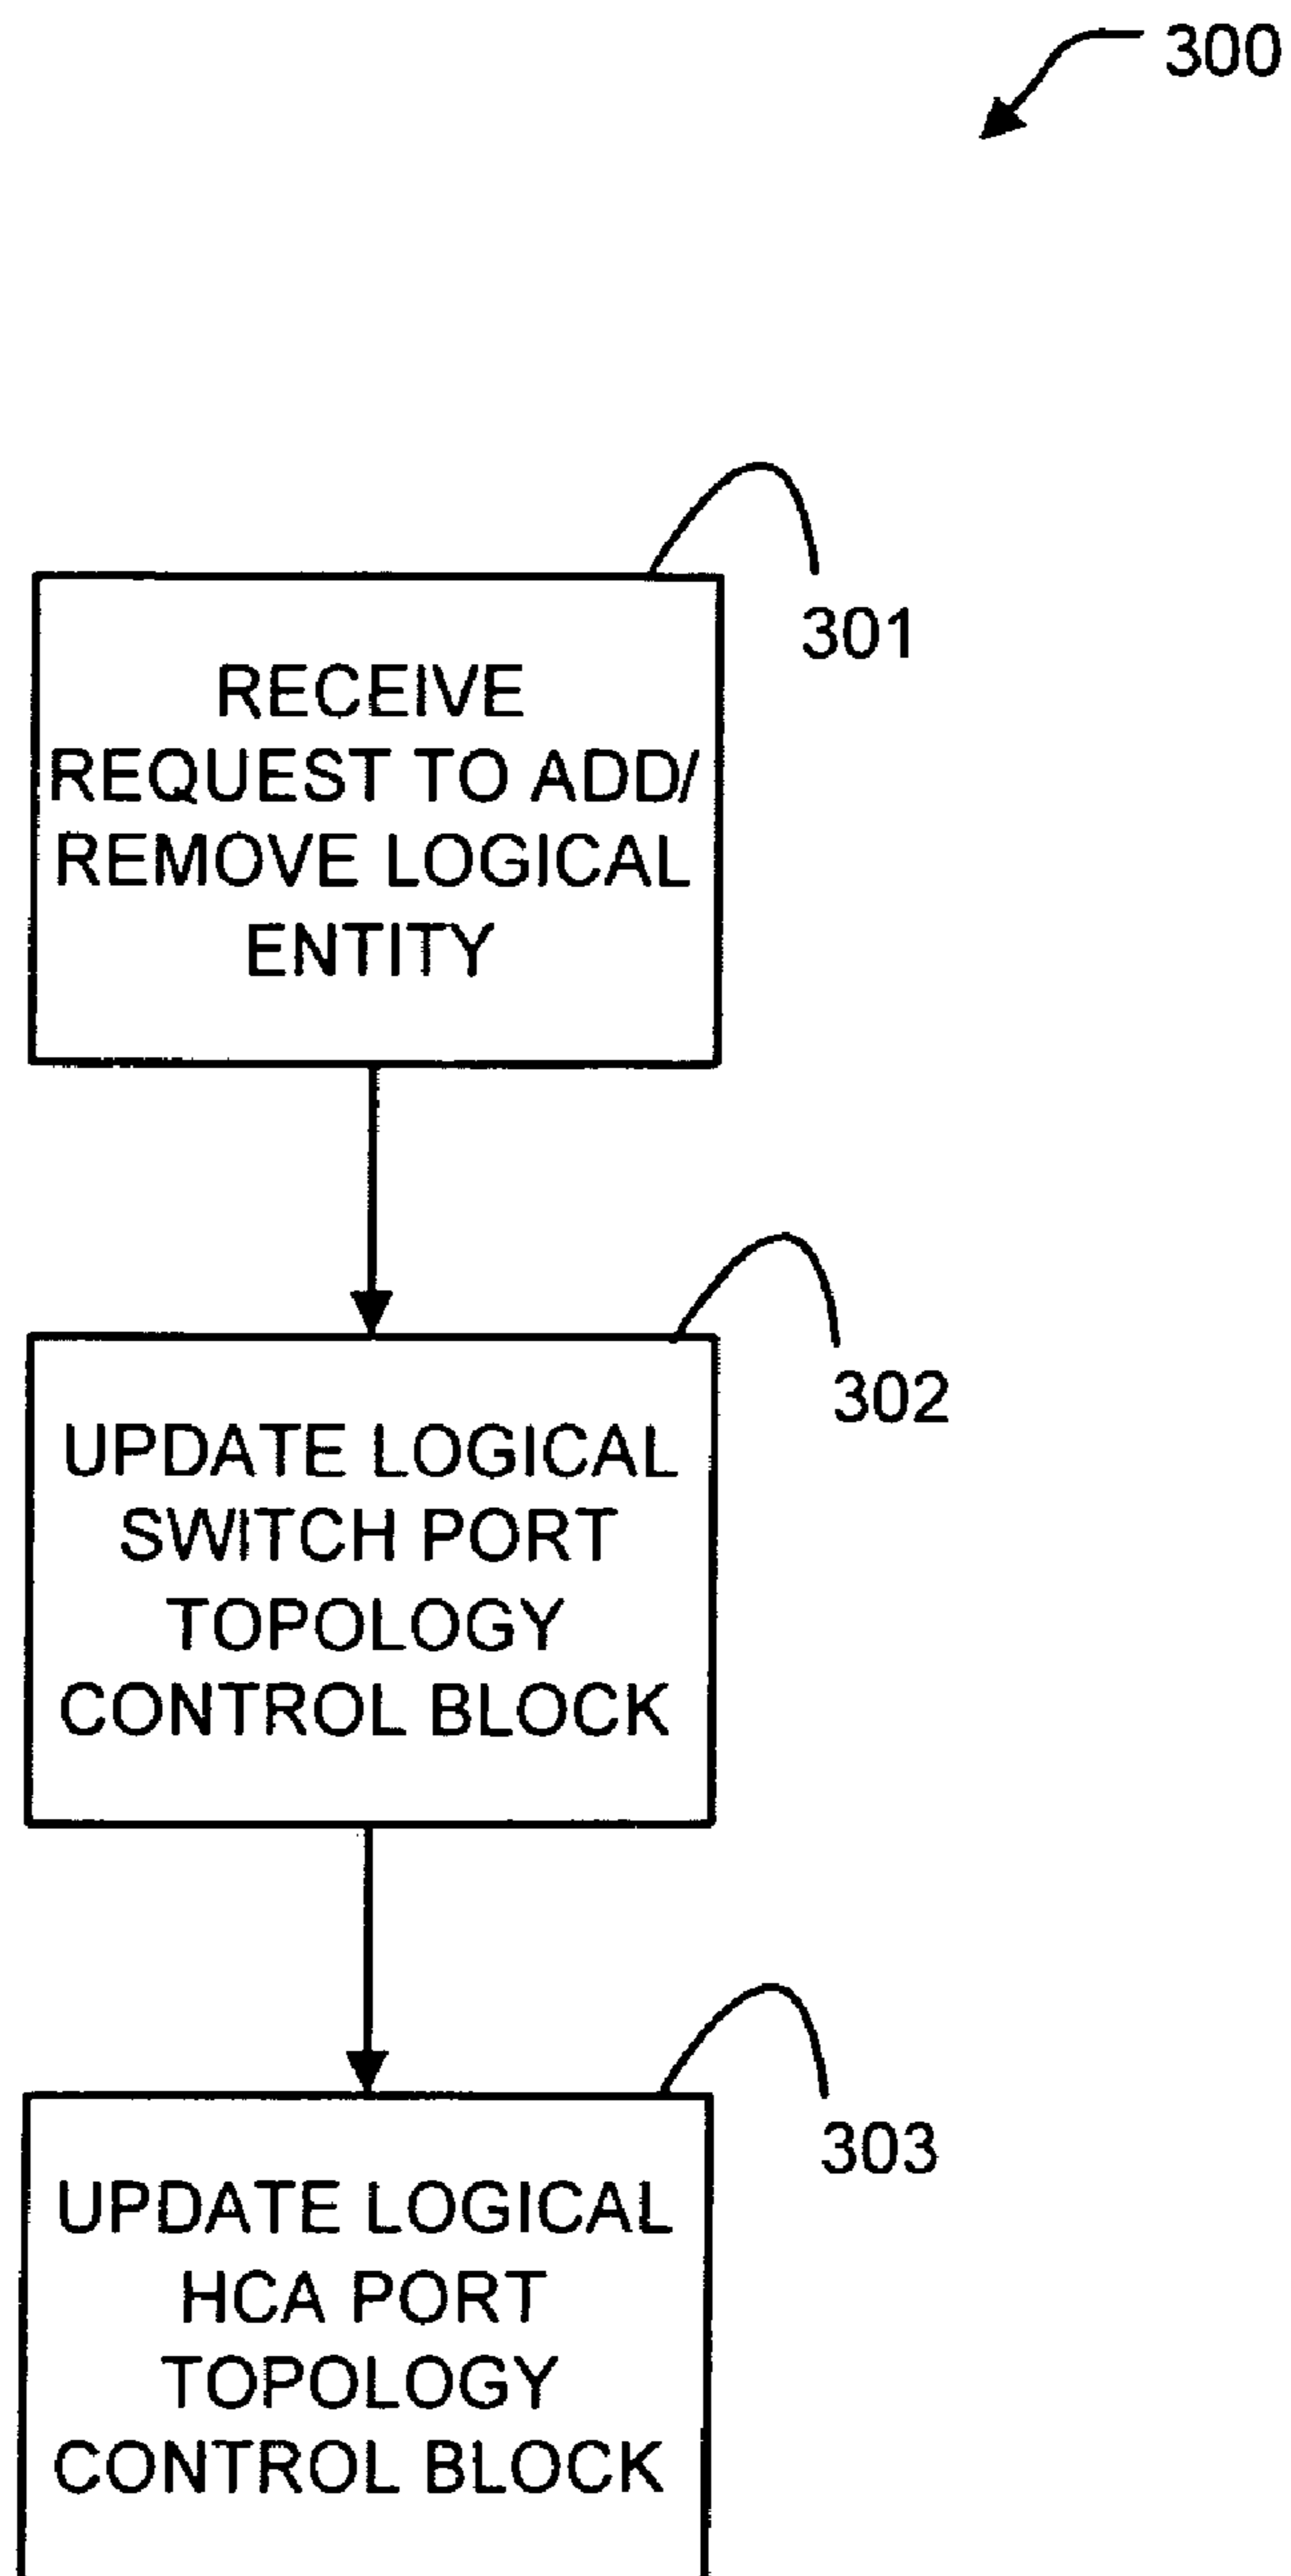 300
301
RECEIVE
REQUEST TO ADD/
REMOVE LOGICAL
ENTITY
302
UPDATE LOGICAL
SWITCH PORT
TOPOLOGY
CONTROL BLOCK
303
UPDATE LOGICAL
HCA PORT
TOPOLOGY
CONTROL BLOCK